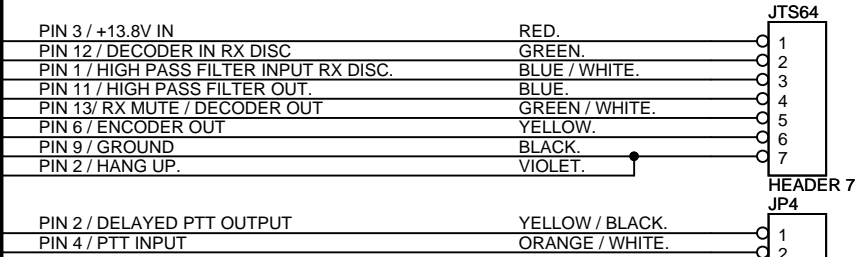 JTS64
PIN 3 / +13.8V IN RED. 1
PIN 12 / DECODER IN RX DISC GREEN. 2
PIN 1 / HIGH PASS FILTER INPUT RX DISC. BLUE / WHITE. 3
PIN 11 / HIGH PASS FILTER OUT. BLUE. 4
PIN 13/ RX MUTE / DECODER OUT GREEN / WHITE. 5
PIN 6 / ENCODER OUT YELLOW. 6
PIN 9 / GROUND BLACK. 7
PIN 2 / HANG UP. VIOLET.
HEADER 7
JP4
PIN 2 / DELAYED PTT OUTPUT YELLOW / BLACK. 1
PIN 4 / PTT INPUT ORANGE / WHITE. 2